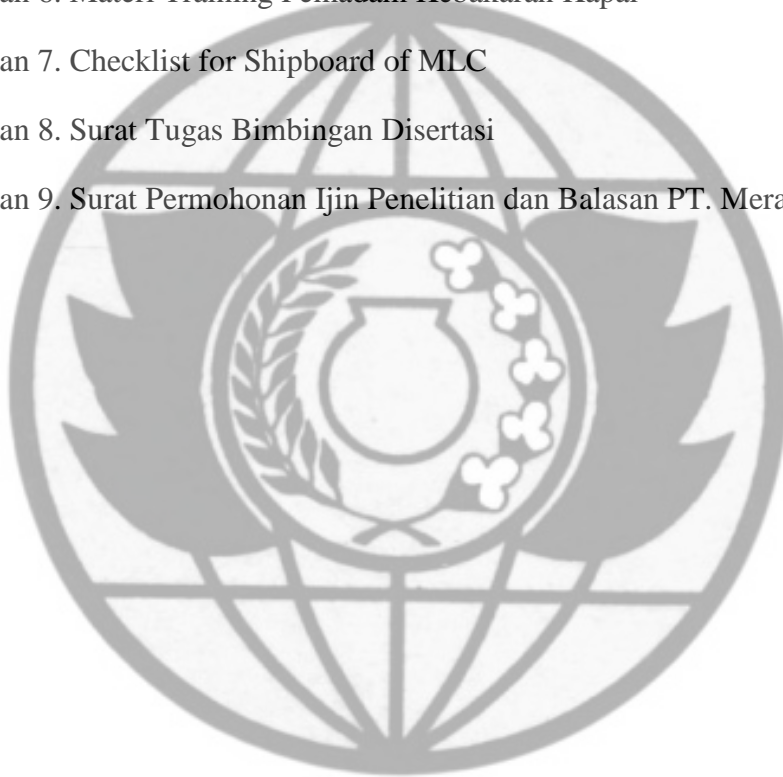 an 6. Materi Training Pemadam Kebakaran Kapal
an 7. Checklist for Shipboard of MLC
an 8. Surat Tugas Bimbingan Disertasi
an 9. Surat Permohonan Ijin Penelitian dan Balasan PT. Mera